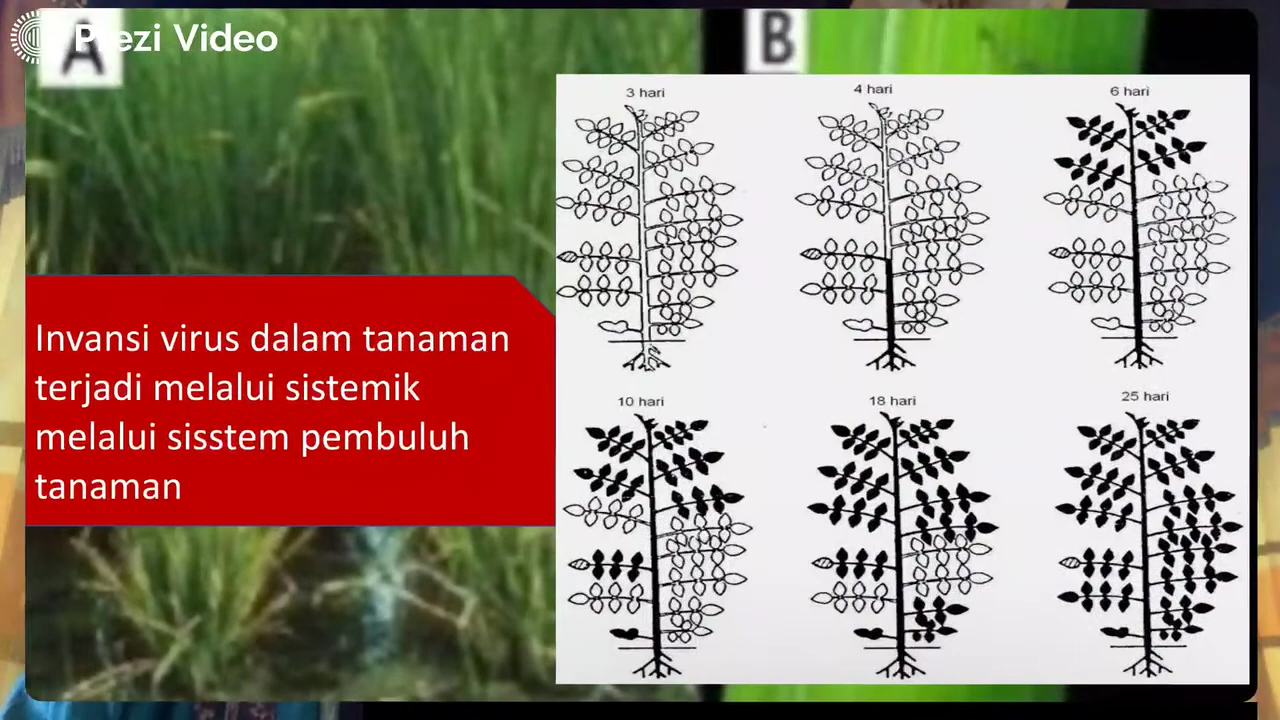 A
Prezi Video
B
Invansi virus dalam tanaman
terjadi melalui sistemik
melalui sisstem pembuluh
tanaman
3 hari
4 hari
6 hari
10 hari
18 hari
25 hari